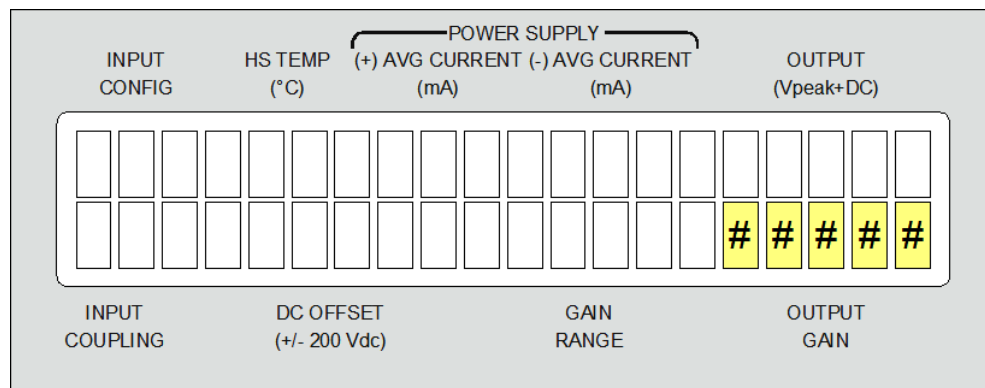 POWER SUPPLY
INPUT HS TEMP (+) AVG CURRENT (-) AVG CURRENT OUTPUT
CONFIG (°C) (mA) (mA) (Vpeak+DC)
# # # # #
INPUT DC OFFSET GAIN OUTPUT
COUPLING (+/- 200 Vdc) RANGE GAIN